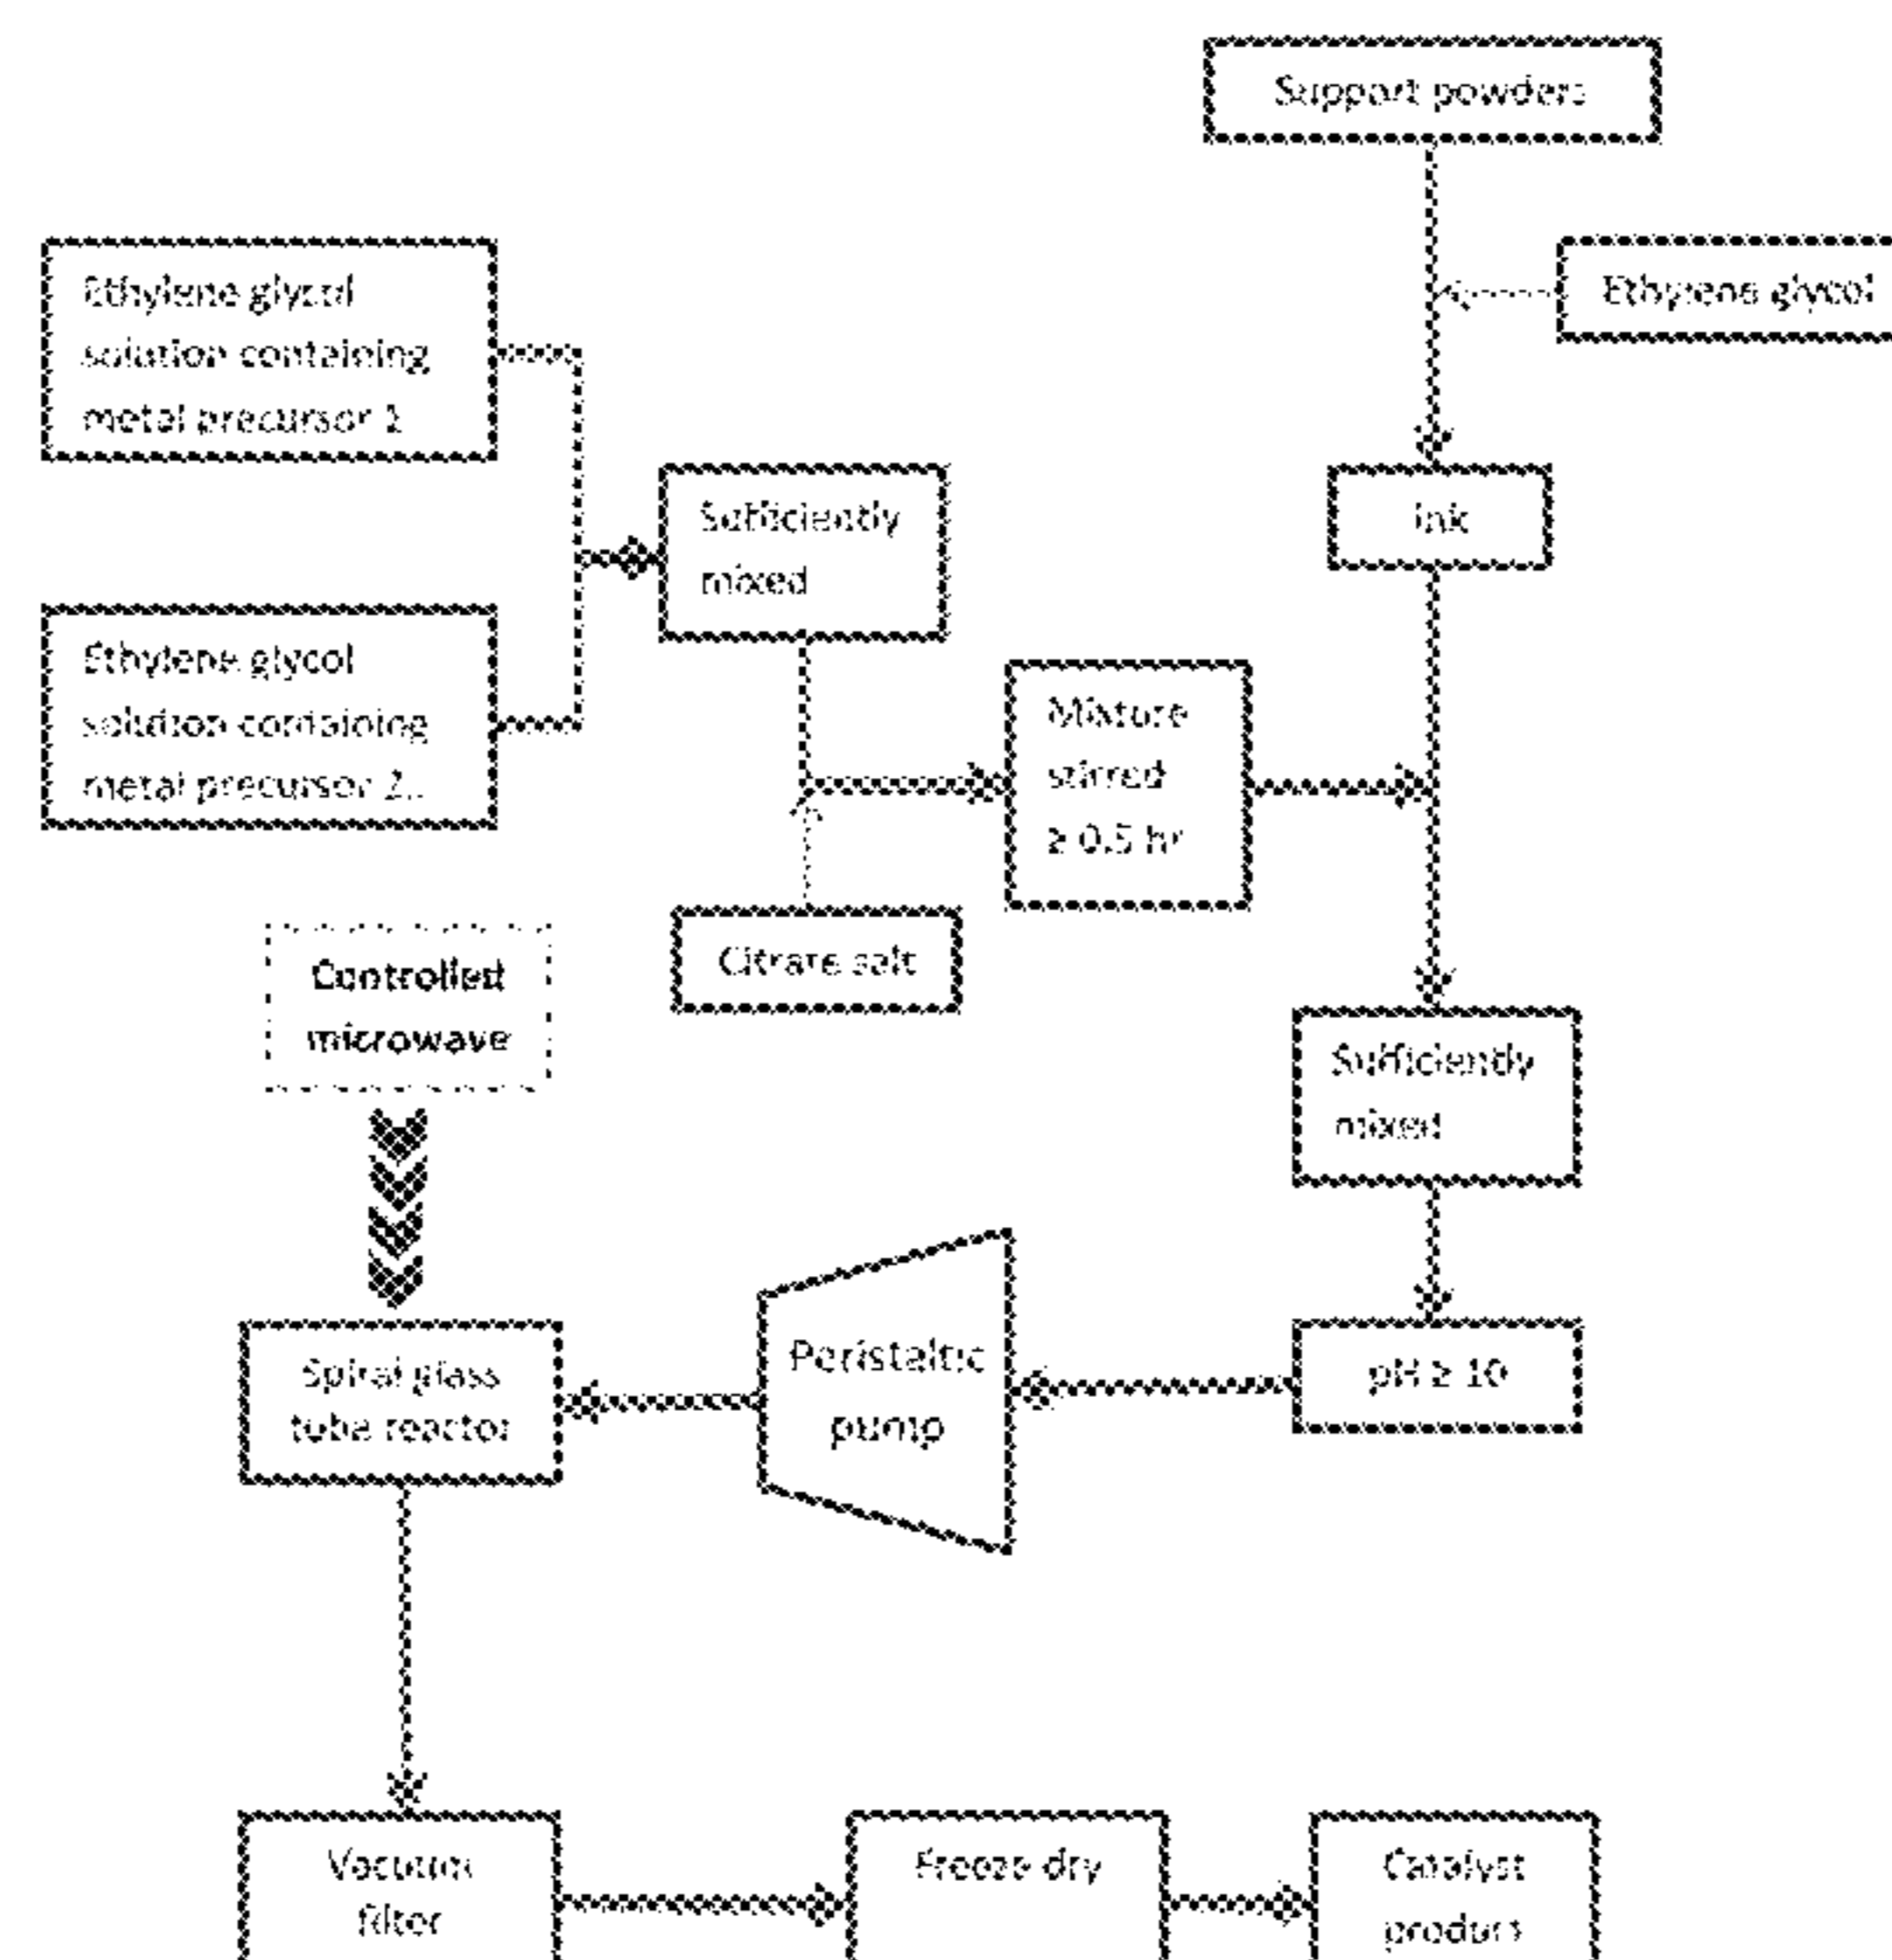 Support powders
Ethylene glycol
solution containing
metal precursor 1
Ethylene glycol
Sufficiently
mixed
Ink
Ethylene glycol
solution containing
metal precursor 2..
Mixture
stirred
≥ 0.5 hr
Citrate salt
Controlled
microwave
Sufficiently
mixed
Spiral glass
tube reactor
Peristaltic
pump
pH ≥ 10
Vacuum
filter
Freeze dry
Catalyst
product